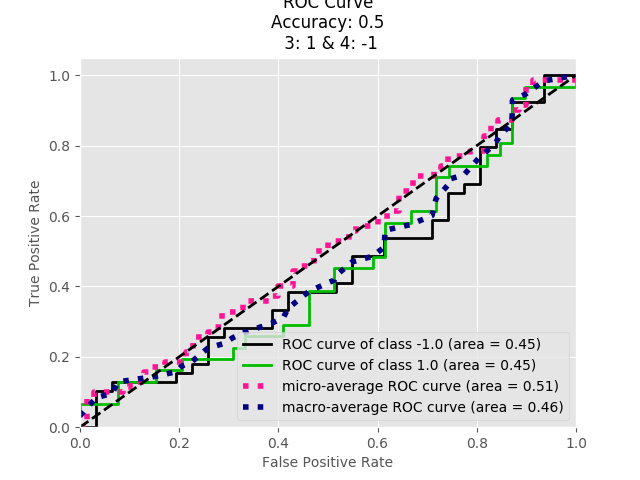 ROC Curve
Accuracy: 0.5
3: 1 & 4: -1
1.0
0.8
0.6
0.4
0.2
0.0
True Positive Rate
ROC curve of class -1.0 (area = 0.45)
ROC curve of class 1.0 (area = 0.45)
micro-average ROC curve (area = 0.51)
macro-average ROC curve (area = 0.46)
0.0 0.2 0.4 0.6 0.8 1.0
False Positive Rate